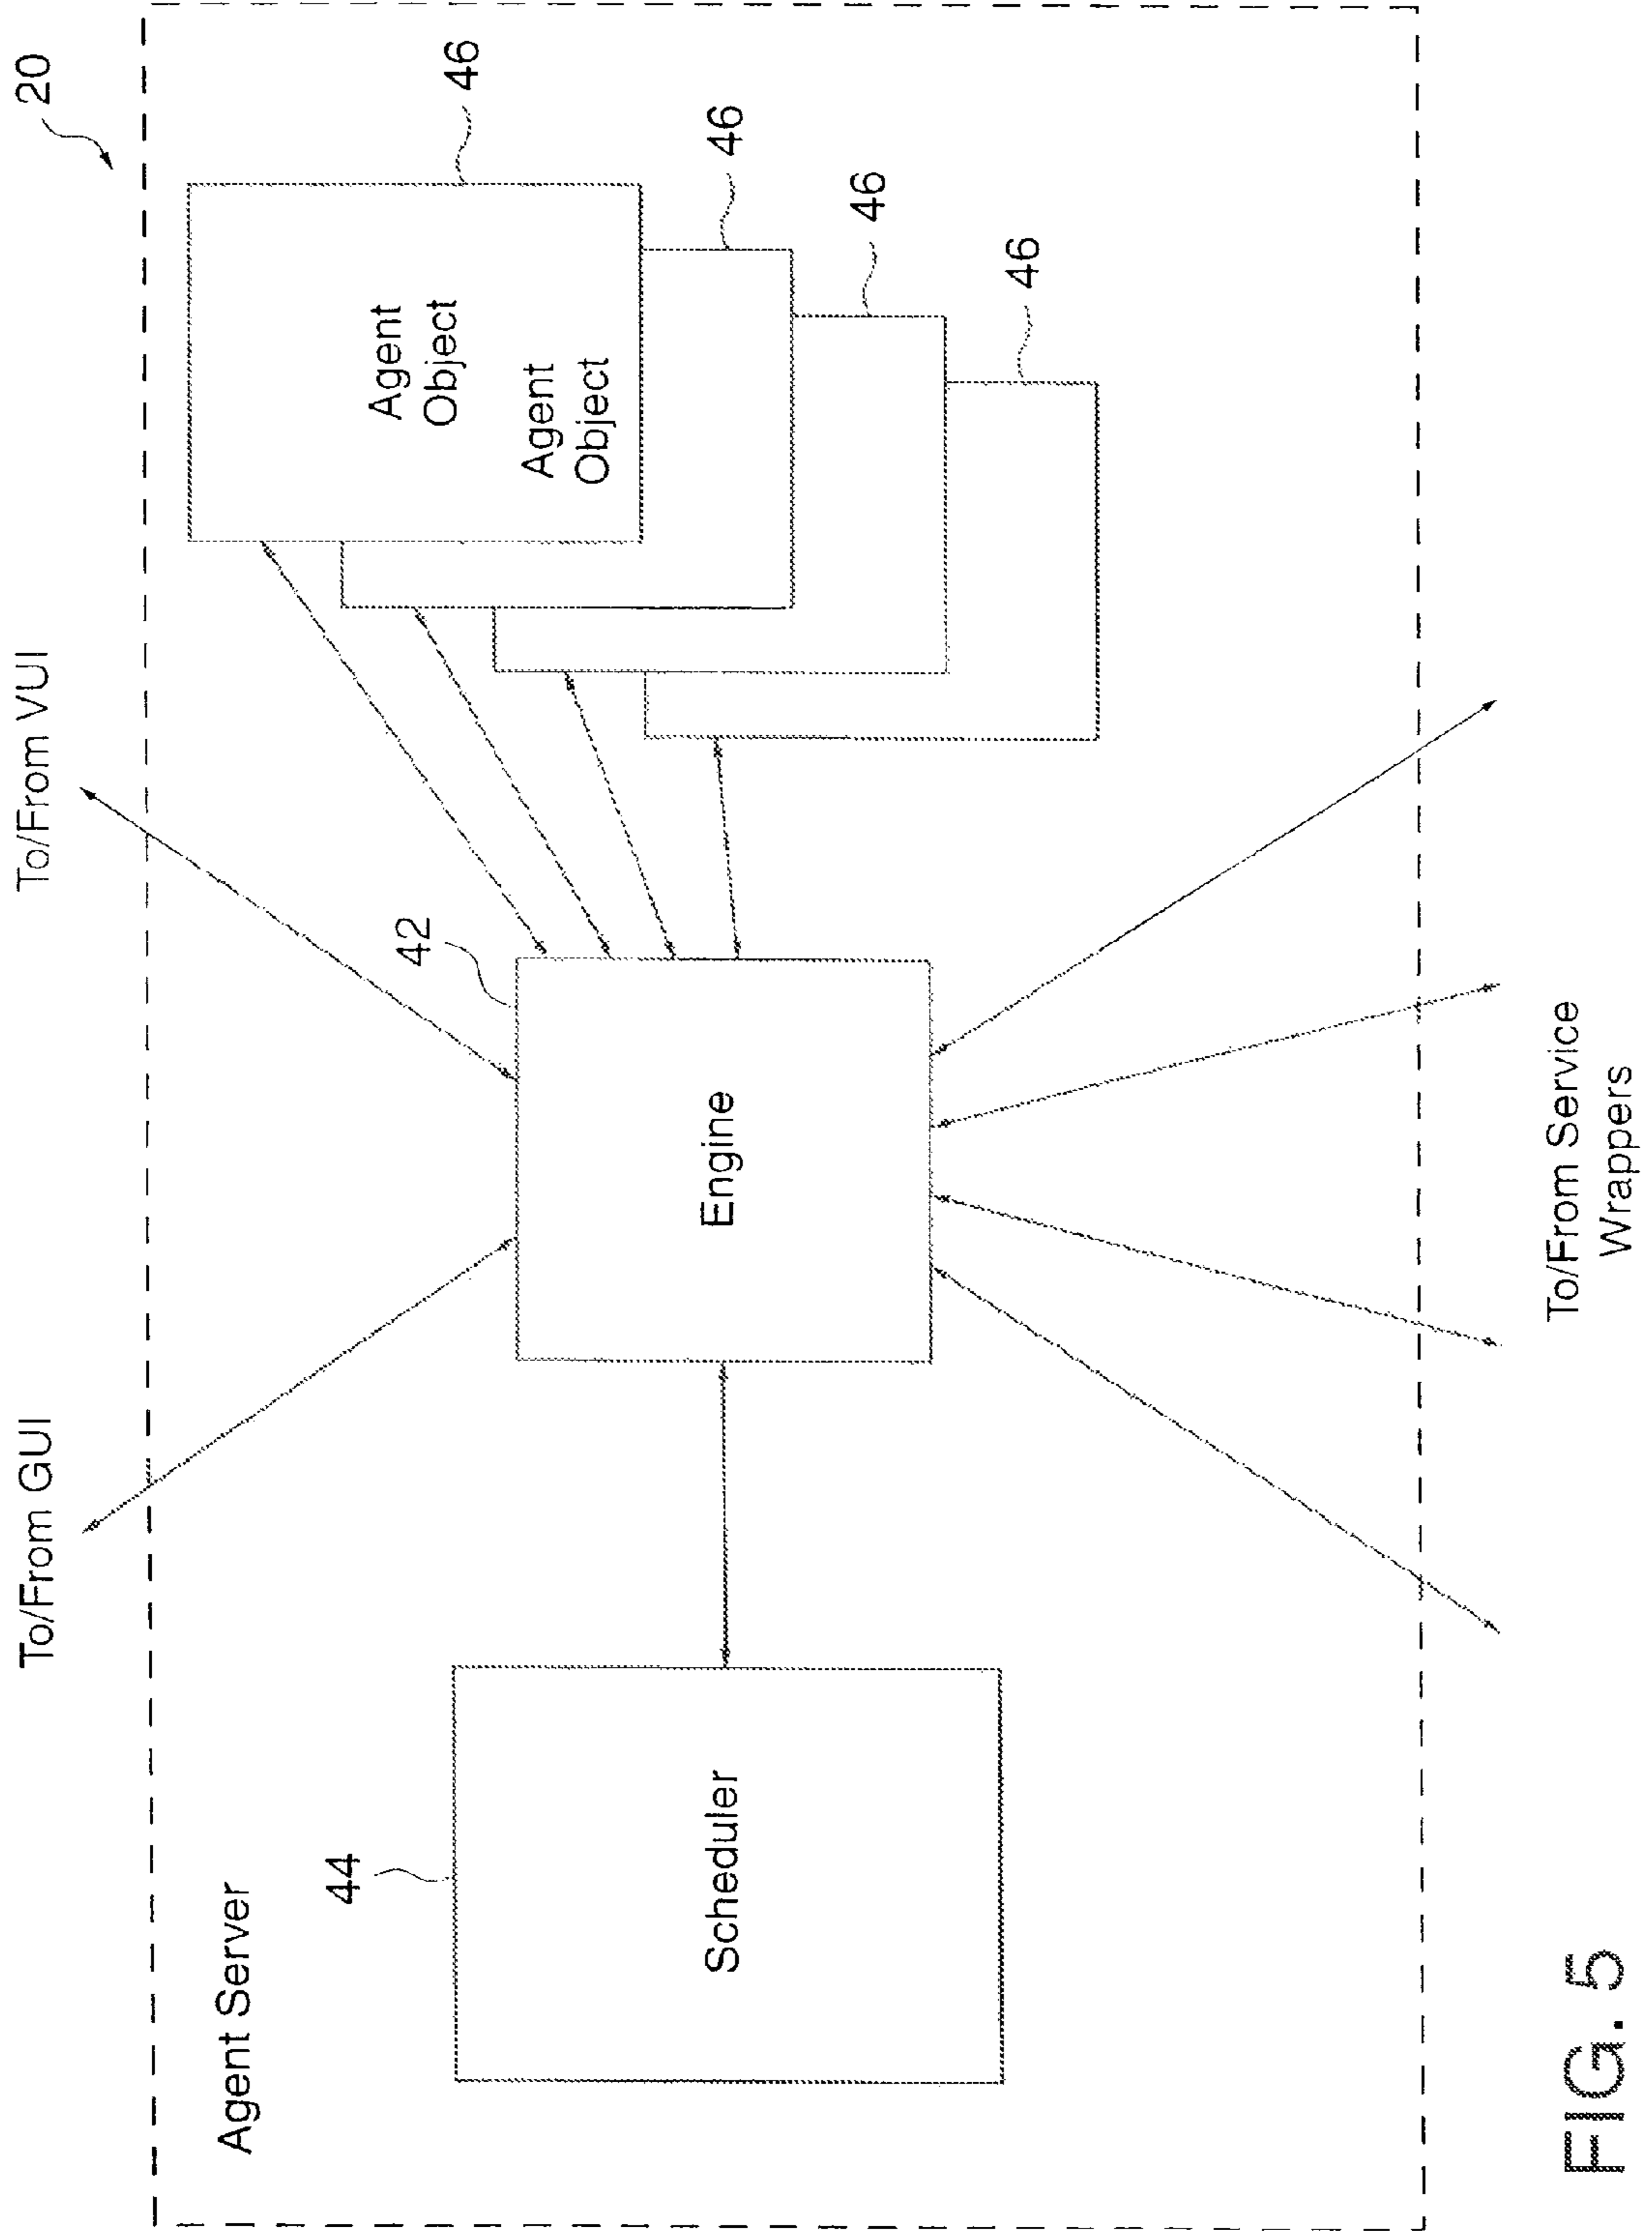 To/From GUI
To/From VUI
20
Agent Server
44
Scheduler
42
Engine
Agent
Object
Agent
Object
46
46
46
46
To/From Service
Wrappers
FIG. 5